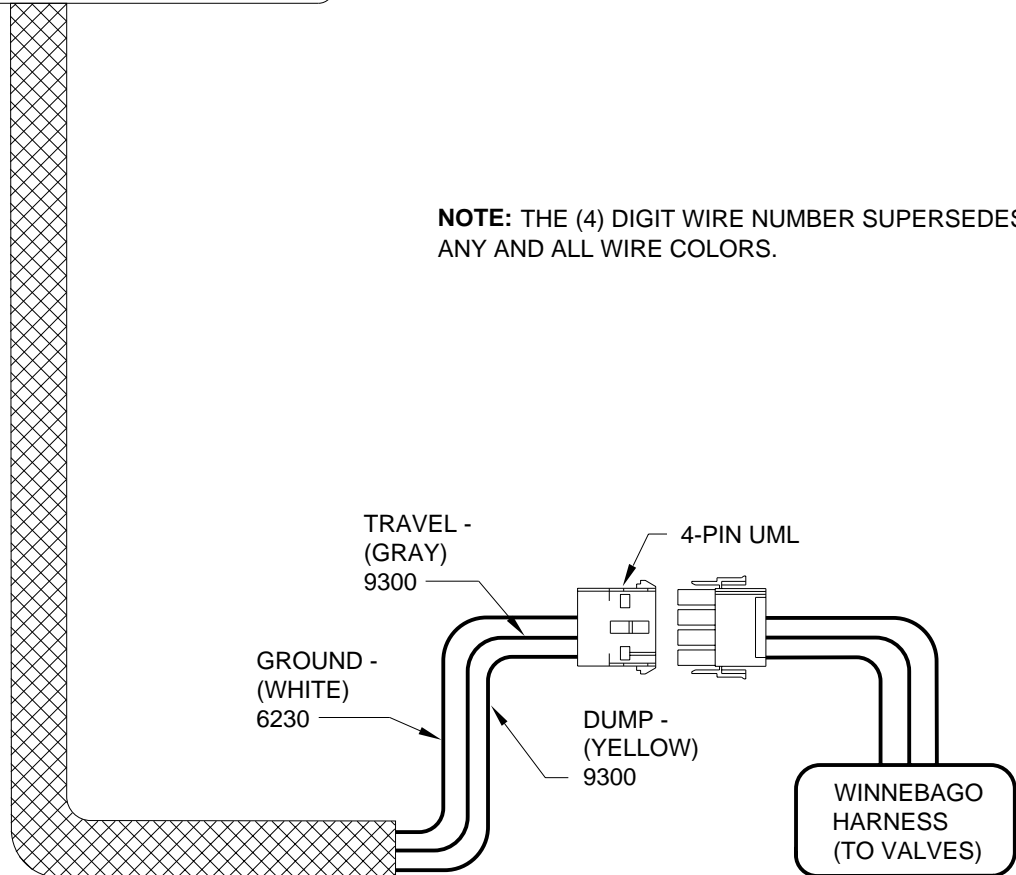 NOTE: THE (4) DIGIT WIRE NUMBER SUPERSEDES
ANY AND ALL WIRE COLORS.
TRAVEL -
(GRAY)
9300
4-PIN UML
GROUND -
(WHITE)
6230
DUMP -
(YELLOW)
9300
WINNEBAGO
HARNESS
(TO VALVES)